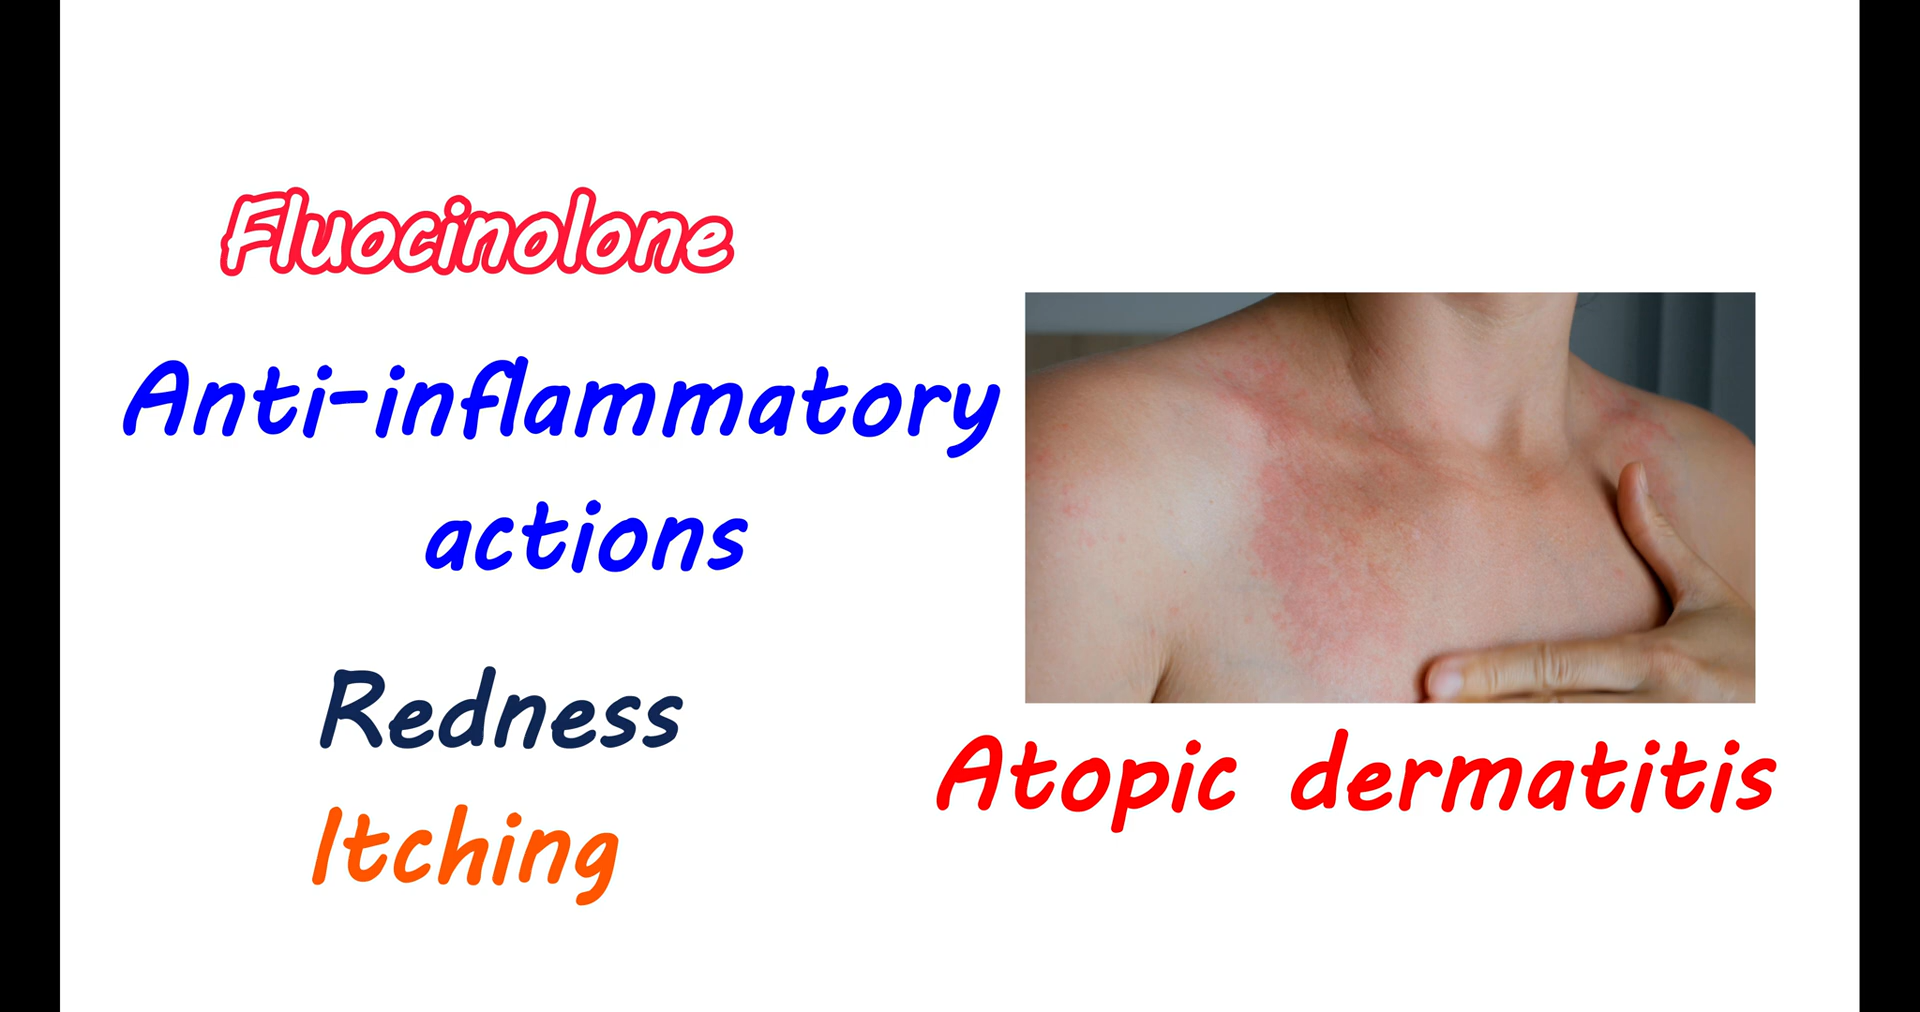 Fluocinolone
Anti-inflammatory
actions
Redness
Itching
Atopic dermatitis